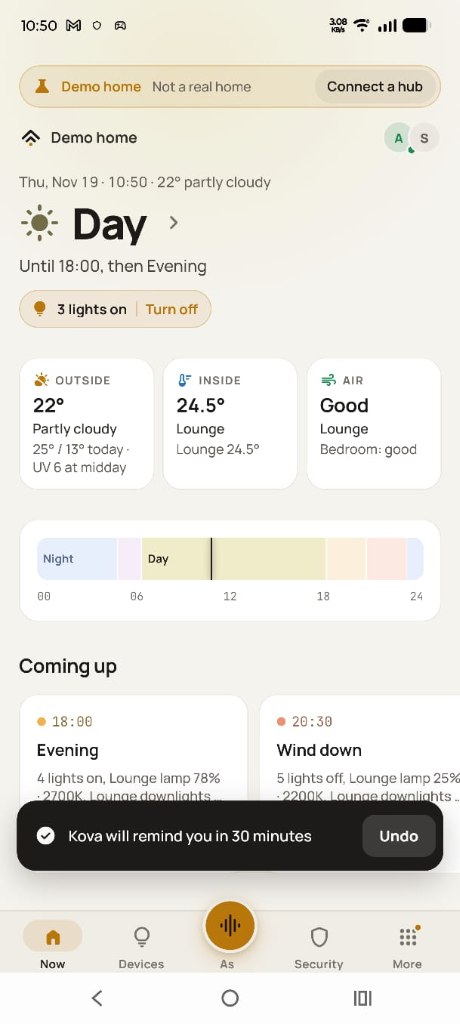 10:50
3.08
KB/s
Demo home Not a real home Connect a hub
Demo home
A S
Thu, Nov 19 · 10:50 · 22° partly cloudy
Day
Until 18:00, then Evening
3 lights on Turn off
OUTSIDE
22°
Partly cloudy
25° / 13° today ·
UV 6 at midday
INSIDE
24.5°
Lounge
Lounge 24.5°
AIR
Good
Lounge
Bedroom: good
Night Day
00 06 12 18 24
Coming up
18:00
Evening
4 lights on, Lounge lamp 78%
· 2700K, Lounge downlights ...
20:30
Wind down
5 lights off, Lounge lamp 25%
· 2200K, Lounge downlights ...
Kova will remind you in 30 minutes Undo
Now Devices As Security More